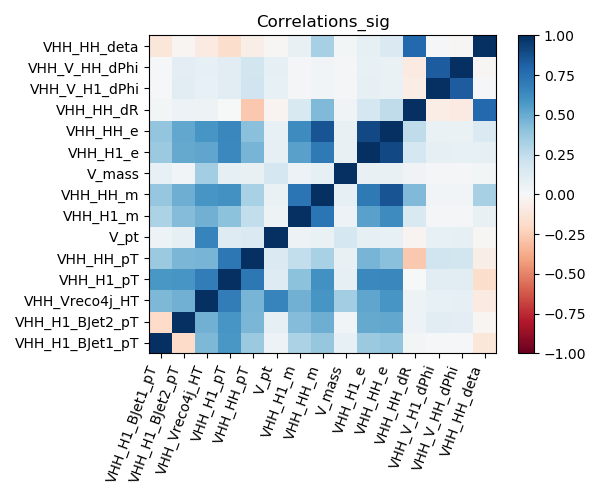 Correlations_sig
VHH_HH_deta
VHH_V_HH_dPhi
VHH_V_H1_dPhi
VHH_HH_dR
VHH_HH_e
VHH_H1_e
V_mass
VHH_HH_m
VHH_H1_m
V_pt
VHH_HH_pT
VHH_H1_pT
VHH_Vreco4j_HT
VHH_H1_BJet2_pT
VHH_H1_BJet1_pT
VHH_H1_BJet1_pT
VHH_H1_BJet2_pT
VHH_Vreco4j_HT
VHH_H1_pT
VHH_HH_pT
V_pt
VHH_H1_m
VHH_HH_m
V_mass
VHH_H1_e
VHH_HH_e
VHH_HH_dR
VHH_V_H1_dPhi
VHH_V_HH_dPhi
VHH_HH_deta
1.00
0.75
0.50
0.25
0.00
−0.25
−0.50
−0.75
−1.00